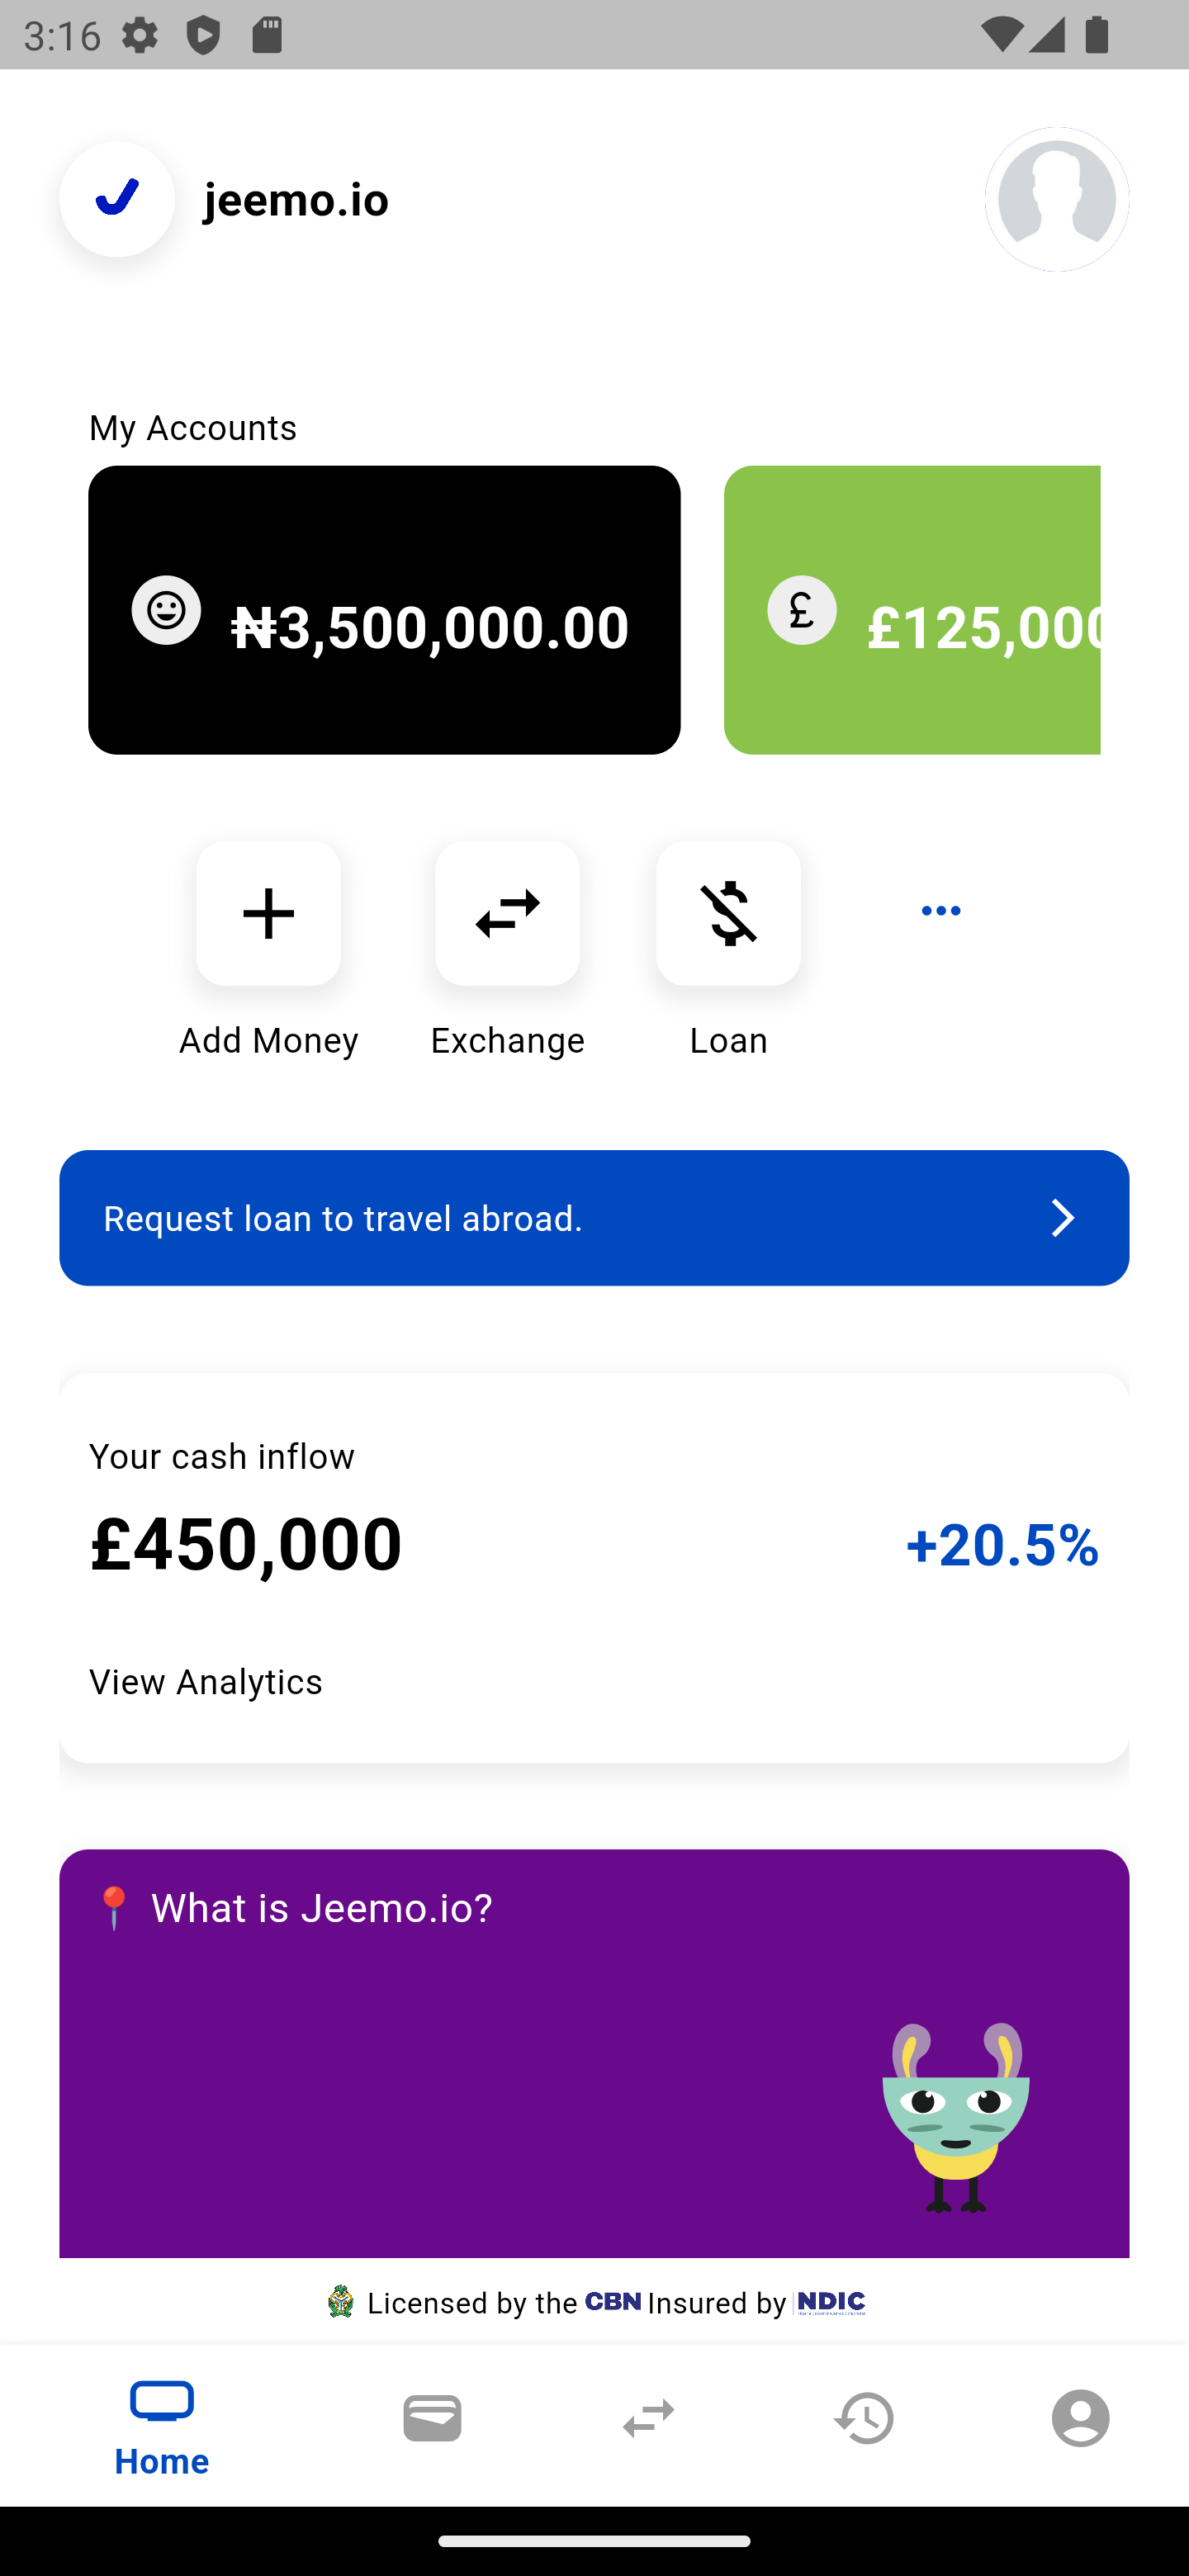 3:16
jeemo.io
My Accounts
₦3,500,000.00
£125,000
Add Money
Exchange
Loan
Request loan to travel abroad.
Your cash inflow
£450,000
+20.5%
View Analytics
📍 What is Jeemo.io?
Licensed by the CBN Insured by NDIC
Home